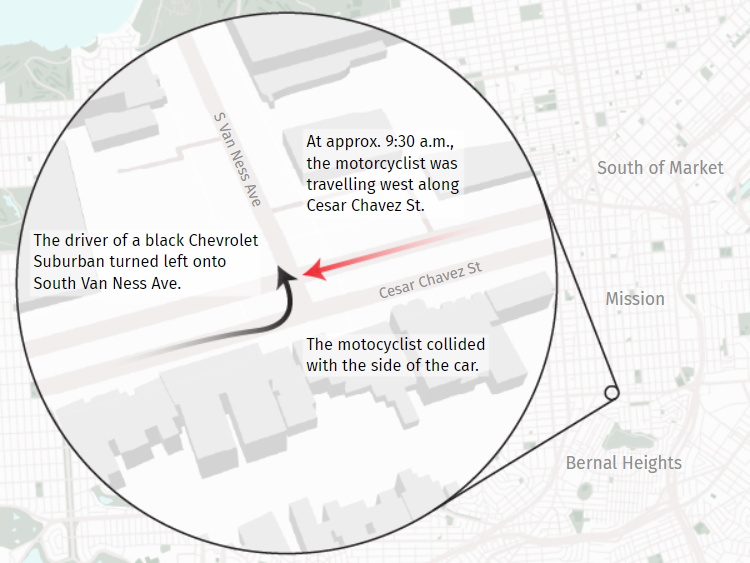 At approx. 9:30 a.m.,
the motorcyclist was
travelling west along
Cesar Chavez St.
S Van Ness Ave
South of Market
The driver of a black Chevrolet
Suburban turned left onto
South Van Ness Ave.
Cesar Chavez St
Mission
The motocyclist collided
with the side of the car.
Bernal Heights